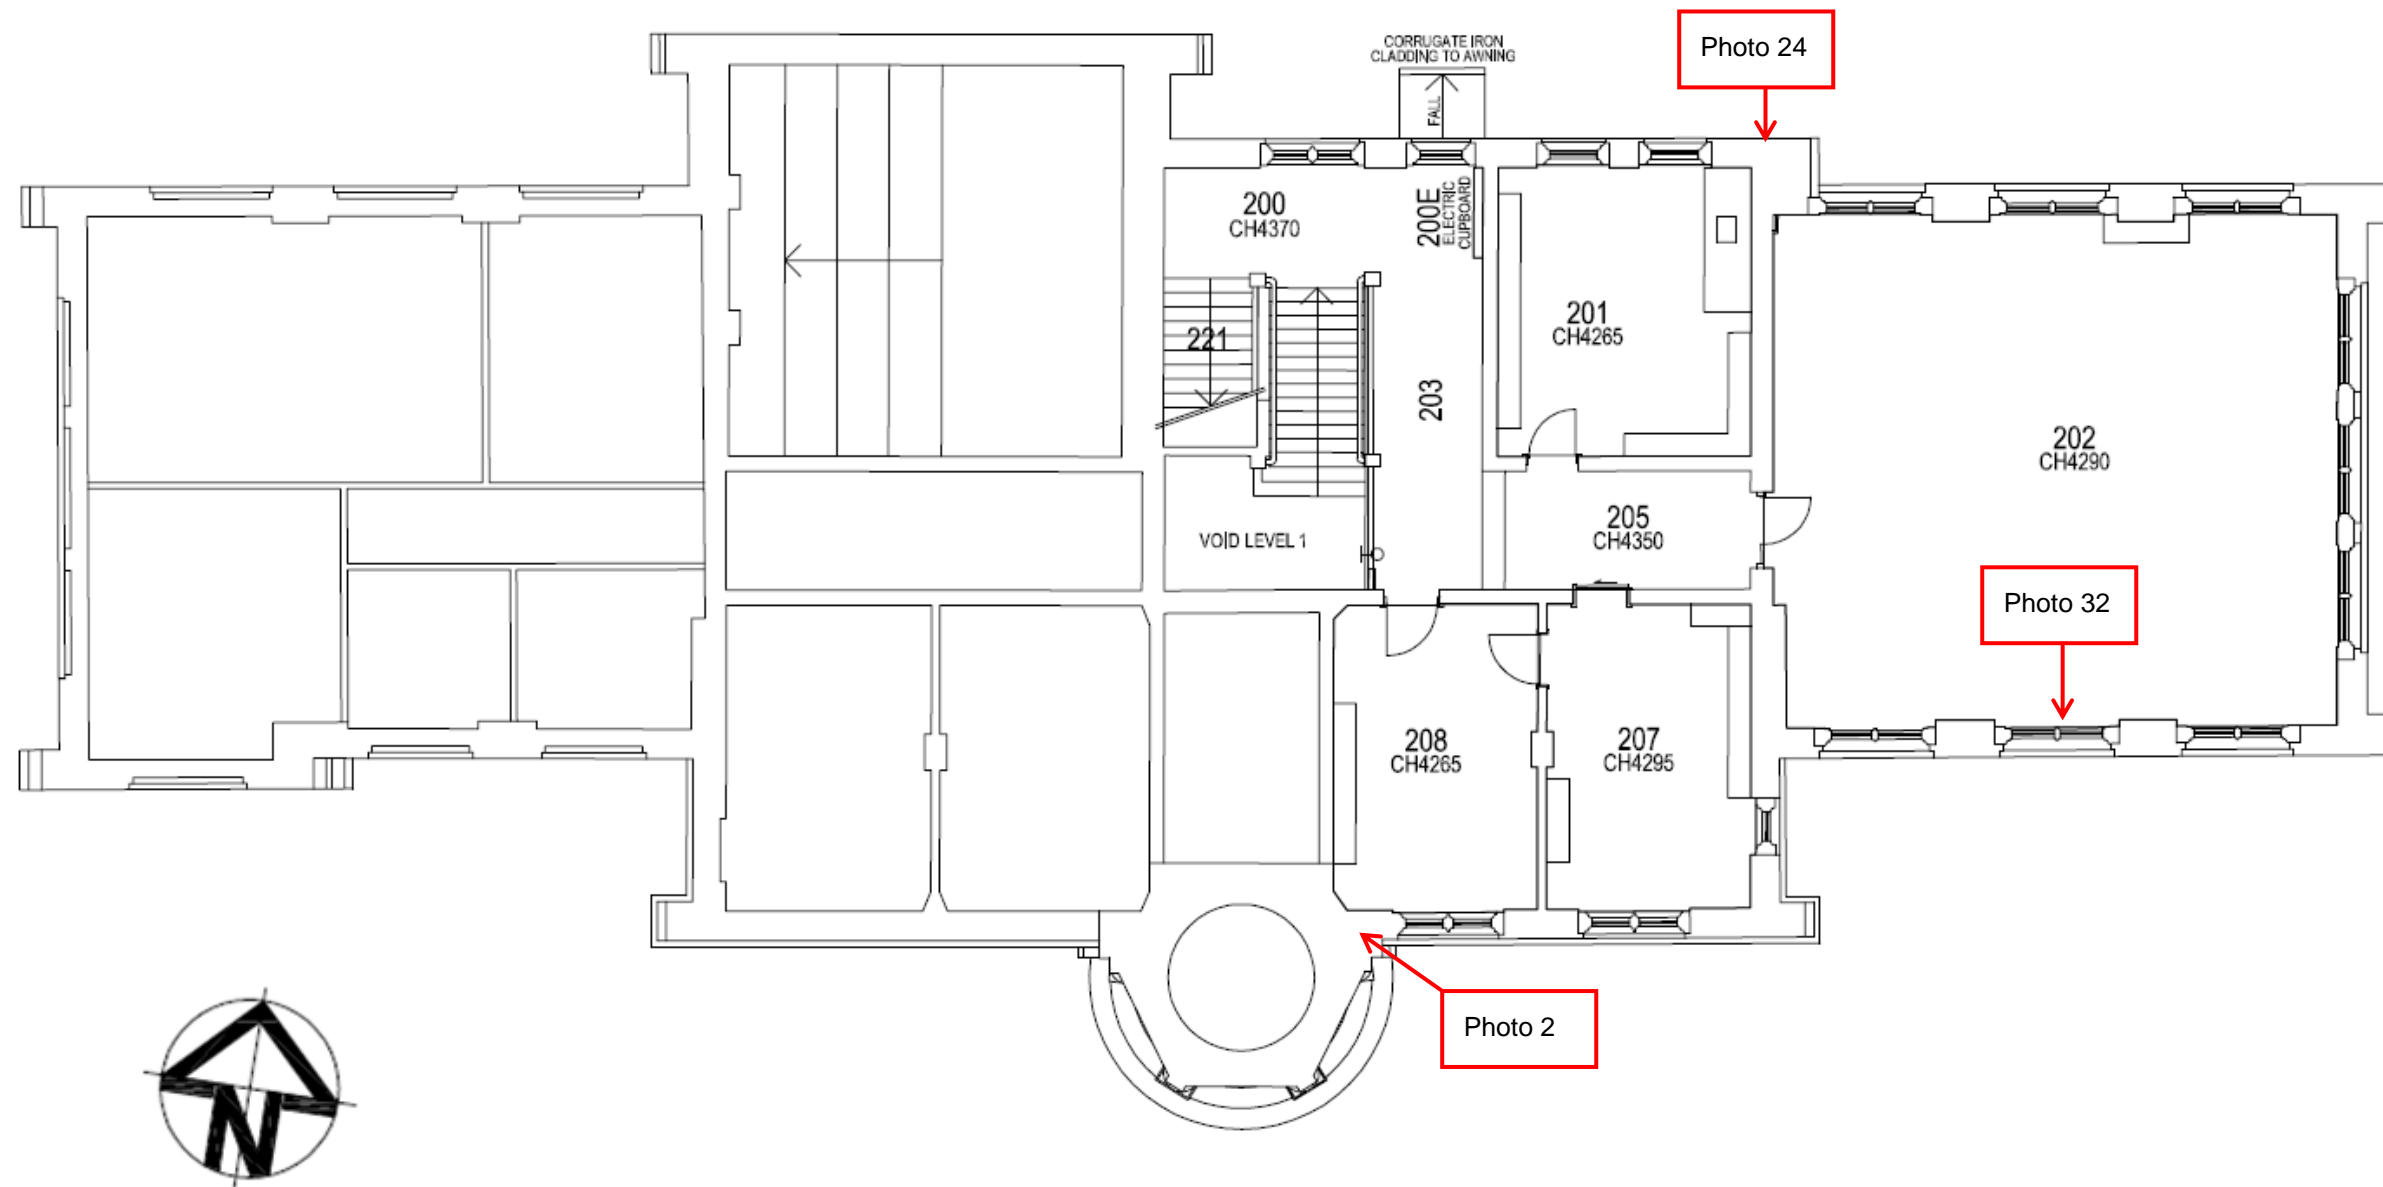 CORRUGATE IRON
CLADDING TO AWNING
Photo 24
FALL
200
CH4370
200E
ELECTRIC
CUPBOARD
201
CH4265
221
203
202
CH4290
205
CH4350
VOID LEVEL 1
Photo 32
208
CH4265
207
CH4295
Photo 2
N